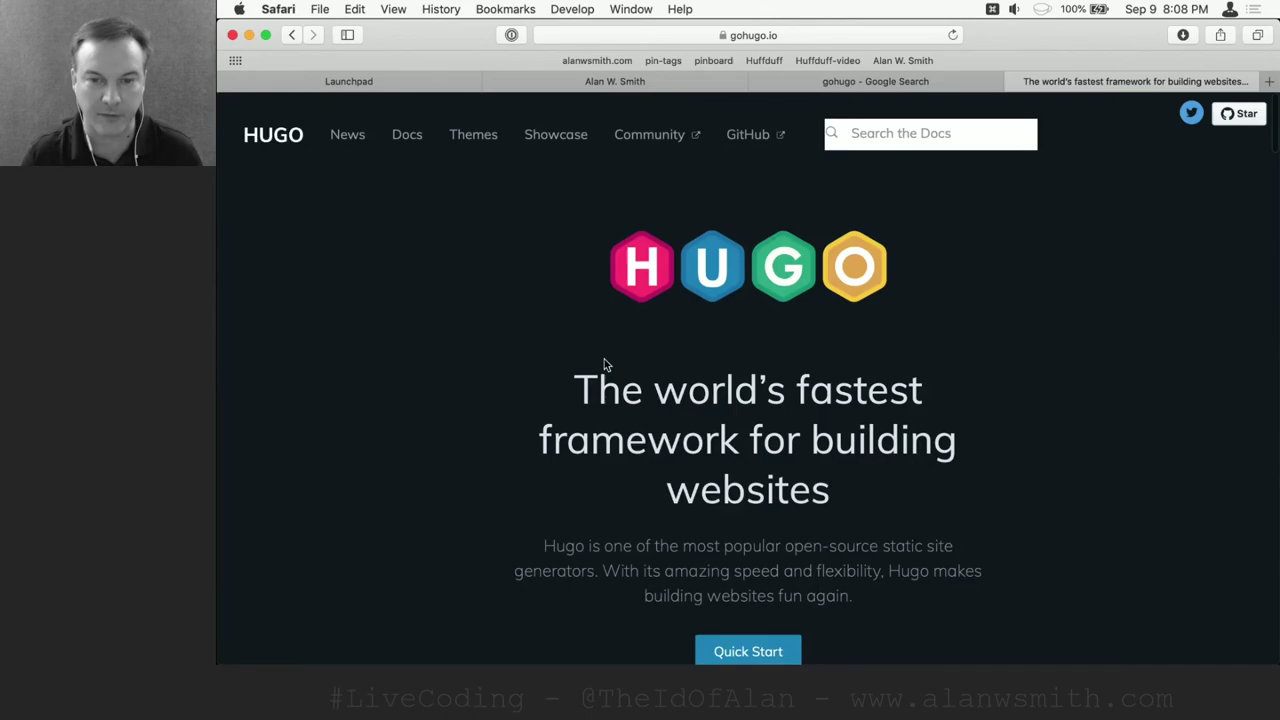 Safari File Edit View History Bookmarks Develop Window Help 100% Sep 9 8:08 PM
gohugo.io
alanwsmith.com pin-tags pinboard Huffduff Huffduff-video Alan W. Smith
Launchpad Alan W. Smith gohugo - Google Search The world's fastest framework for building websites...
HUGO News Docs Themes Showcase Community GitHub Search the Docs Star
HUGO
The world's fastest
framework for building
websites
Hugo is one of the most popular open-source static site
generators. With its amazing speed and flexibility, Hugo makes
building websites fun again.
Quick Start
#LiveCoding - @TheIdOfAlan - www.alanwsmith.com